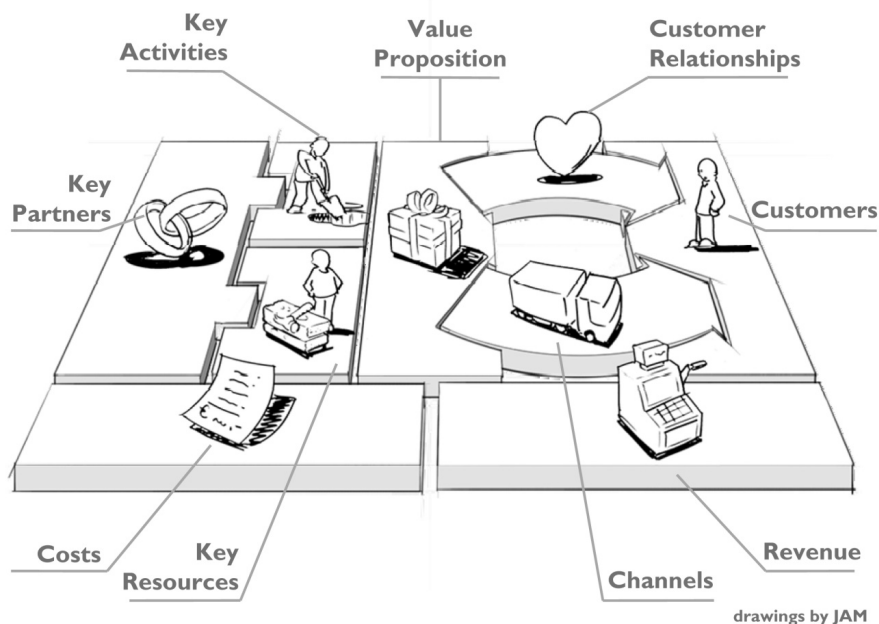 Key
Activities
Value
Proposition
Customer
Relationships
Key
Partners
Customers
Costs
Key
Resources
Channels
Revenue
drawings by JAM